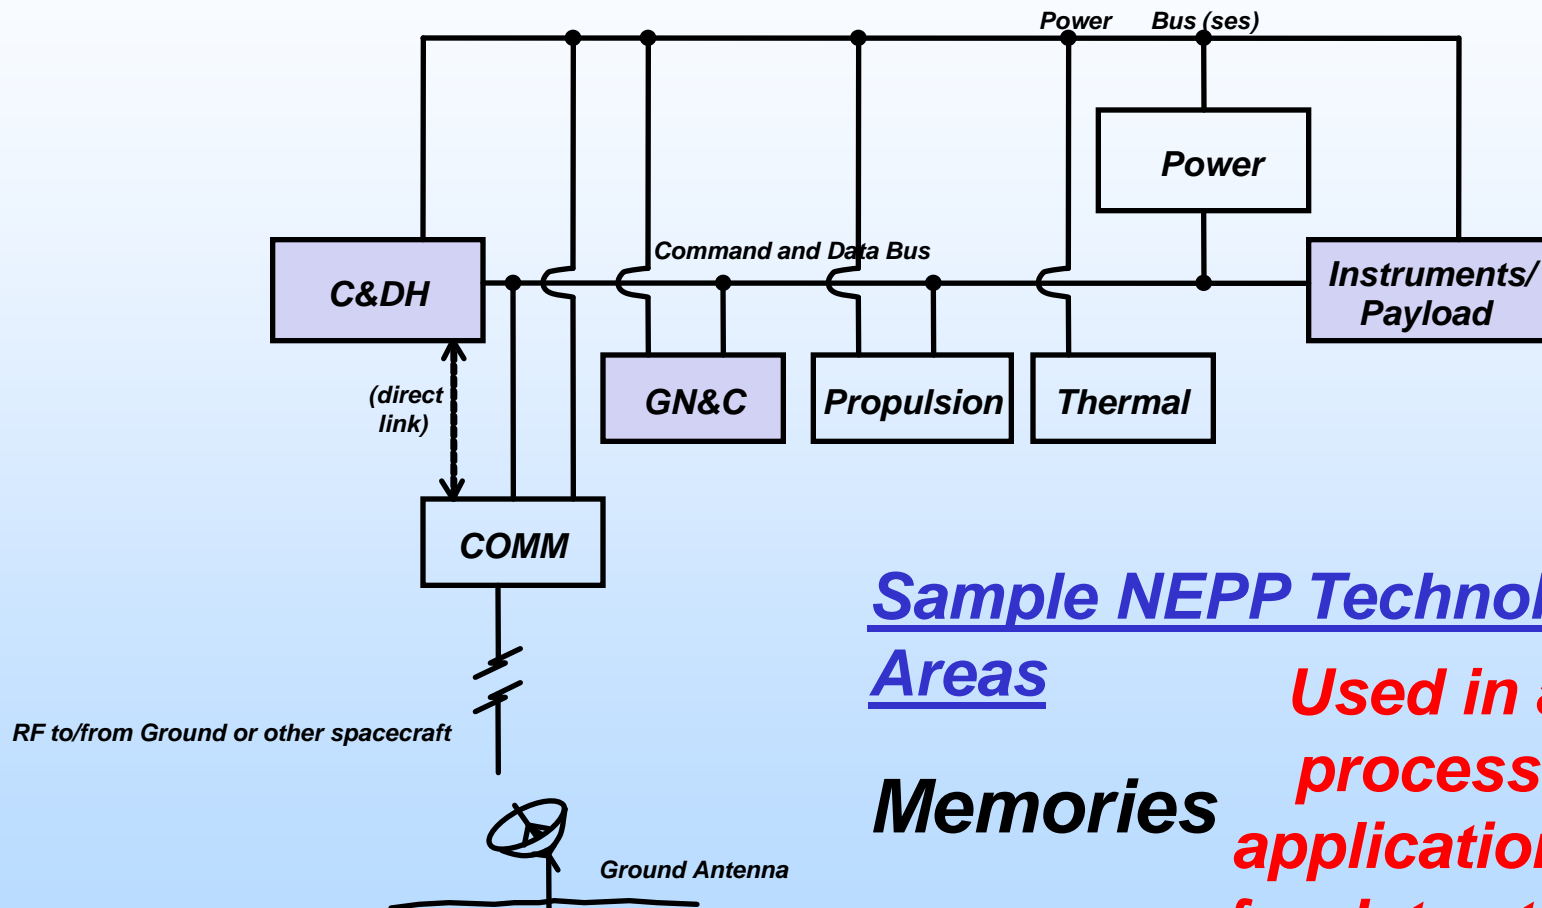 Power Bus (ses)
Power
Command and Data Bus
C&DH
Instruments/
Payload
(direct
link)
GN&C
Propulsion
Thermal
COMM
Sample NEPP
Areas
Used in
RF to/from Ground or other spacecraft
process
Memories
Ground Antenna